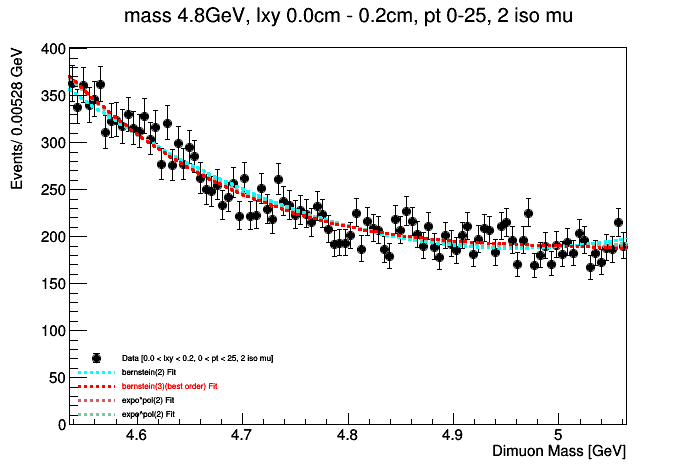 mass 4.8GeV, lxy 0.0cm - 0.2cm, pt 0-25, 2 iso mu
Events/ 0.00528 GeV
400
350
300
250
200
150
100
50
0
Data [0.0 < lxy < 0.2, 0 < pt < 25, 2 iso mu]
bernstein(2) Fit
bernstein(3)(best order) Fit
expo*pol(2) Fit
expo*pol(2) Fit
4.6 4.7 4.8 4.9 5
Dimuon Mass [GeV]